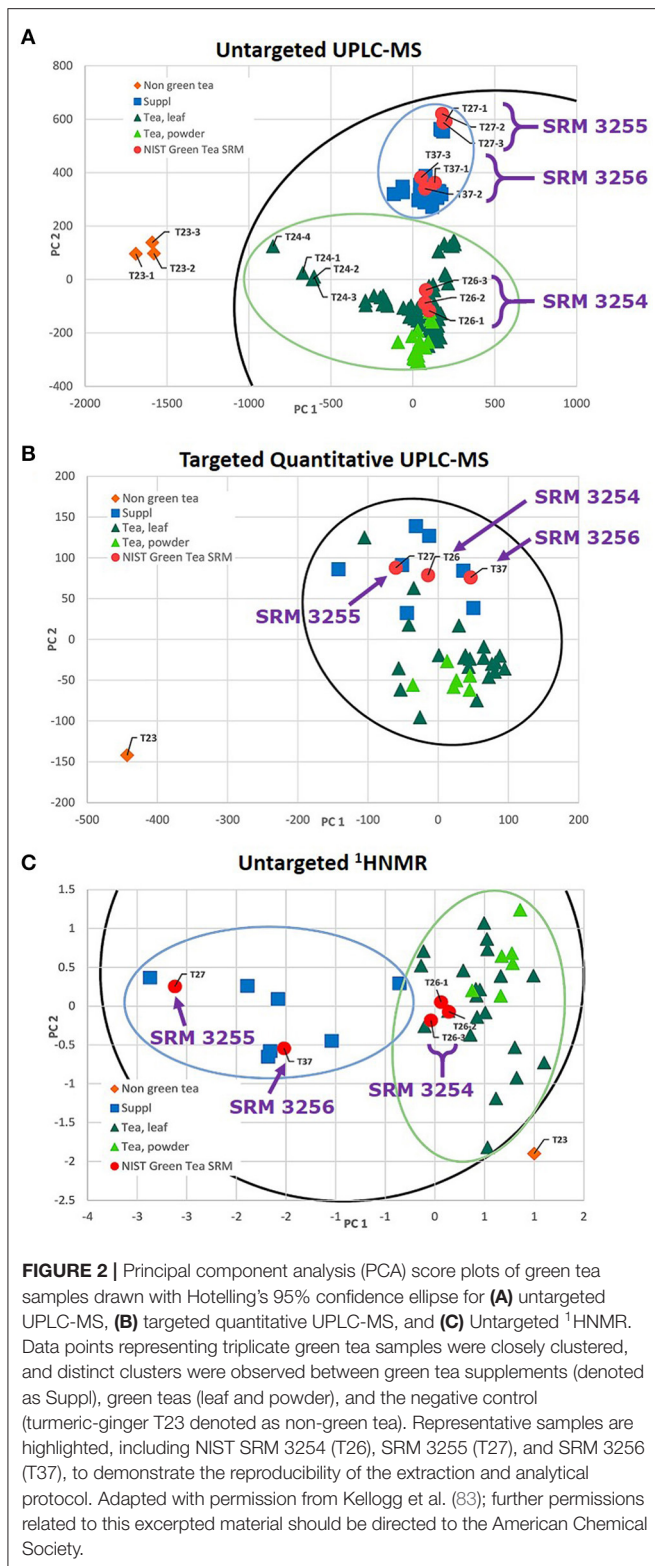 A
Untargeted UPLC-MS
800
600
400
200
0
-200
-400
PC 2
Non green tea
Suppl
Tea, leaf
Tea, powder
NIST Green Tea SRM
T27-1
T27-2
T27-3
SRM 3255
T37-3
T37-1
T37-2
SRM 3256
T23-3
T23-1
T23-2
T24-4
T24-1
T24-2
T24-3
T26-3
T26-2
T26-1
SRM 3254
-2000 -1500 -1000 -500 0 500 1000
PC 1
B
Targeted Quantitative UPLC-MS
200
150
100
50
0
-50
-100
-150
-200
PC 2
Non green tea
Suppl
Tea, leaf
Tea, powder
NIST Green Tea SRM
SRM 3254
SRM 3256
T27
T26
T37
SRM 3255
T23
-500 -400 -300 -200 -100 0 100 200
PC 1
C
Untargeted ¹HNMR
1.5
1
0.5
0
-0.5
-1
-1.5
-2
-2.5
PC 2
T27
SRM 3255
T37
SRM 3256
T26-1
T26-2
T26-3
SRM 3254
Non green tea
Suppl
Tea, leaf
Tea, powder
NIST Green Tea SRM
T23
-4 -3 -3 -2 -2 -1 -1 0 1 1 2
PC 1
FIGURE 2 | Principal component analysis (PCA) score plots of green tea
samples drawn with Hotelling's 95% confidence ellipse for (A) untargeted
UPLC-MS, (B) targeted quantitative UPLC-MS, and (C) Untargeted ¹HNMR.
Data points representing triplicate green tea samples were closely clustered,
and distinct clusters were observed between green tea supplements (denoted
as Suppl), green teas (leaf and powder), and the negative control
(turmeric-ginger T23 denoted as non-green tea). Representative samples are
highlighted, including NIST SRM 3254 (T26), SRM 3255 (T27), and SRM 3256
(T37), to demonstrate the reproducibility of the extraction and analytical
protocol. Adapted with permission from Kellogg et al. (83); further permissions
related to this excerpted material should be directed to the American Chemical
Society.